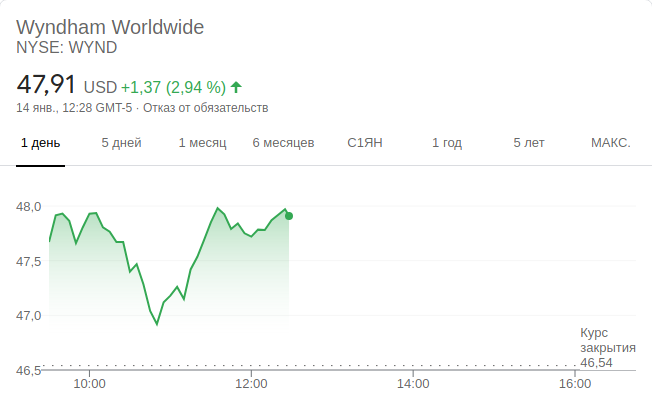 Wyndham Worldwide
NYSE: WYND
47,91 USD +1,37 (2,94 %)
14 янв., 12:28 GMT-5 · Отказ от обязательств
1 день 5 дней 1 месяц 6 месяцев С1ЯН 1 год 5 лет МАКС.
48,0
47,5
47,0
Курс
закрытия
46,54
46,5
10:00 12:00 14:00 16:00